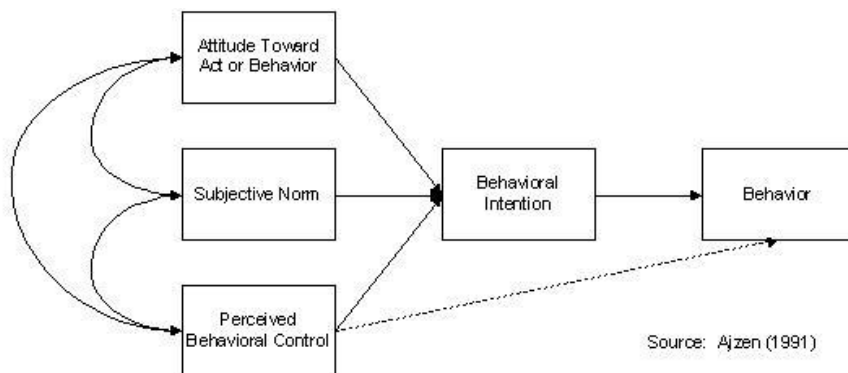 Attitude Toward
Act or Behavior
Subjective Norm
Behavioral
Intention
Behavior
Perceived
Behavioral Control
Source: Ajzen (1991)